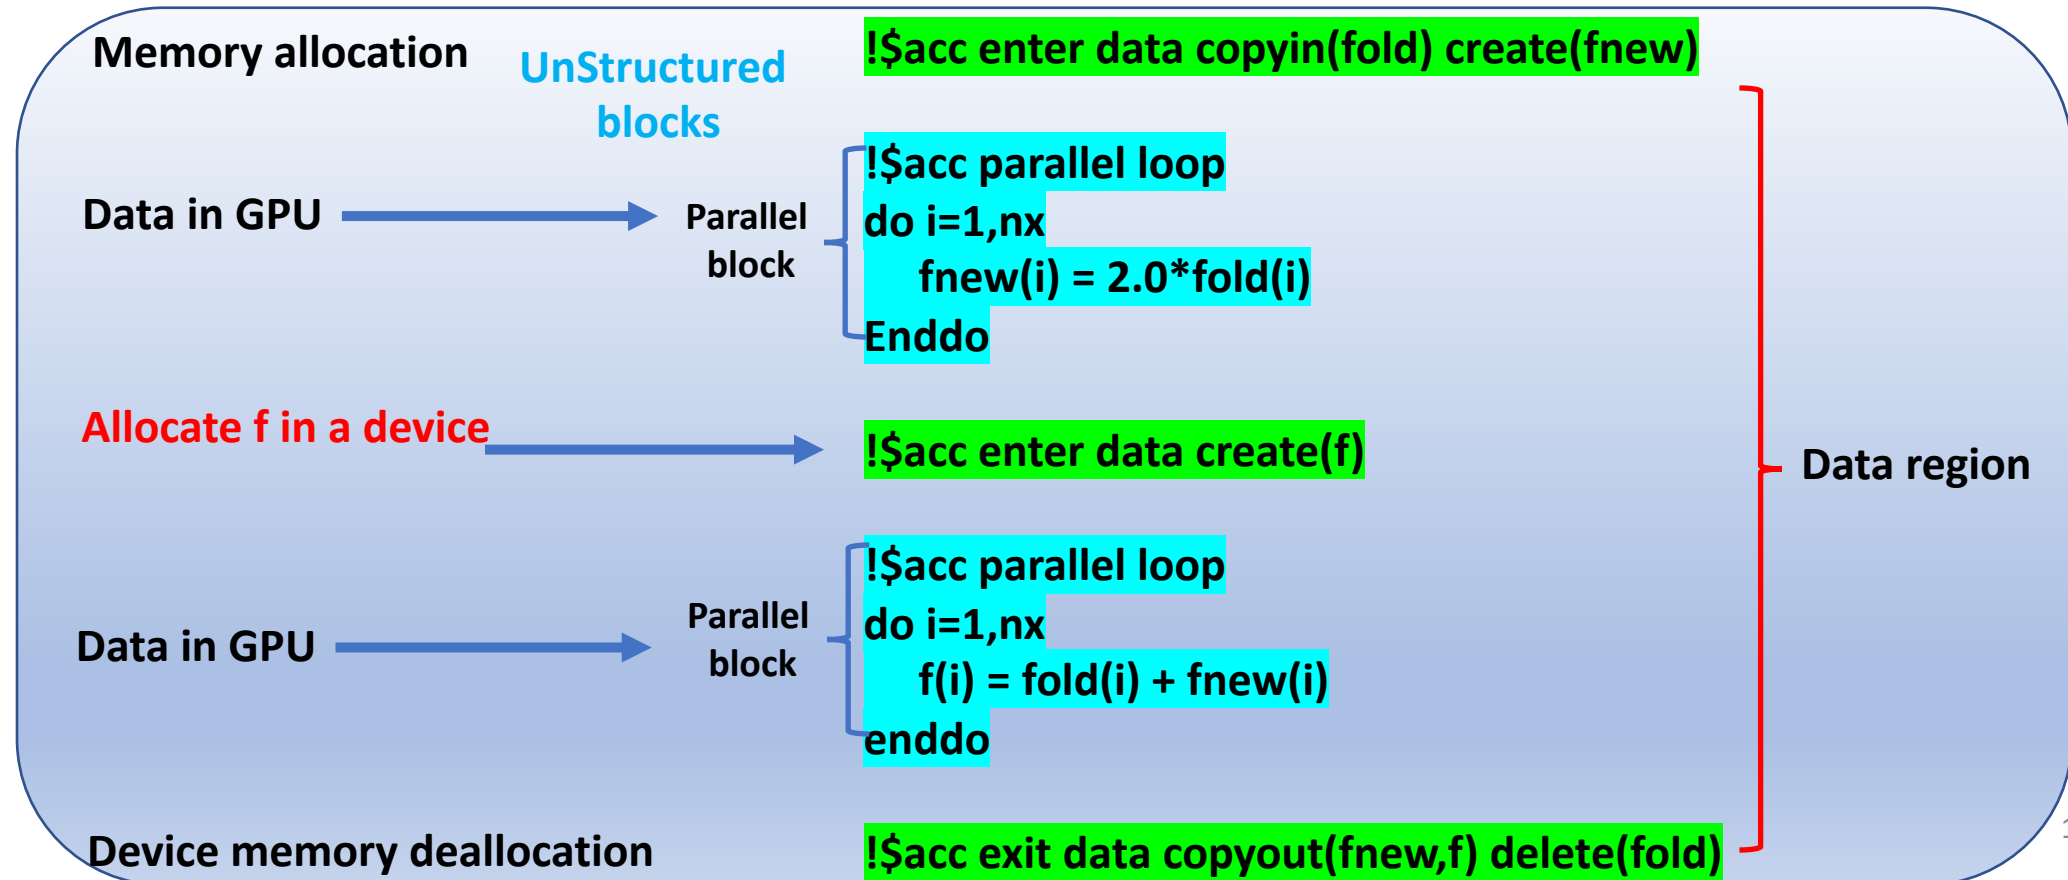 Memory allocation
UnStructured
blocks
!$acc enter data copyin(fold) create(fnew)
Data in GPU
Parallel
block
!$acc parallel loop
do i=1,nx
fnew(i) = 2.0*fold(i)
Enddo
Allocate f in a device
!$acc enter data create(f)
Data region
Data in GPU
Parallel
block
!$acc parallel loop
do i=1,nx
f(i) = fold(i) + fnew(i)
enddo
Device memory deallocation
!$acc exit data copyout(fnew,f) delete(fold)